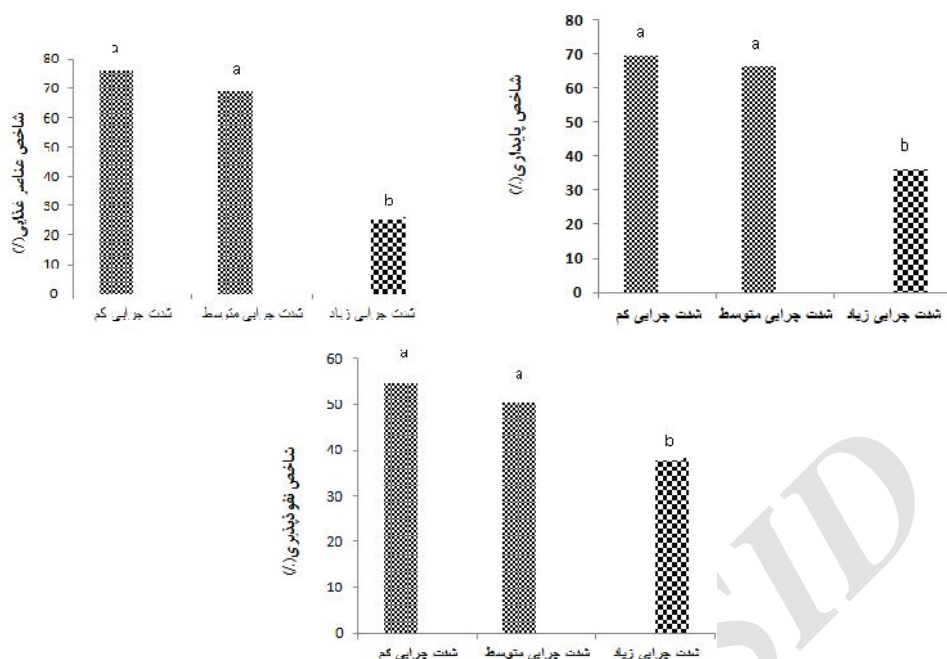 a
a
b
شاخص عناصر غذایی(٪)
80
70
60
50
40
30
20
10
0
شدت چرایی کم
شدت چرایی متوسط
شدت چرایی زیاد
a
a
b
شاخص پایداری(٪)
80
70
60
50
40
30
20
10
0
شدت چرایی کم
شدت چرایی متوسط
شدت چرایی زیاد
a
a
b
شاخص نفوذپذیری(٪)
60
50
40
30
20
10
0
شدت چرایی کم
شدت چرایی متوسط
شدت چرایی زیاد
SID